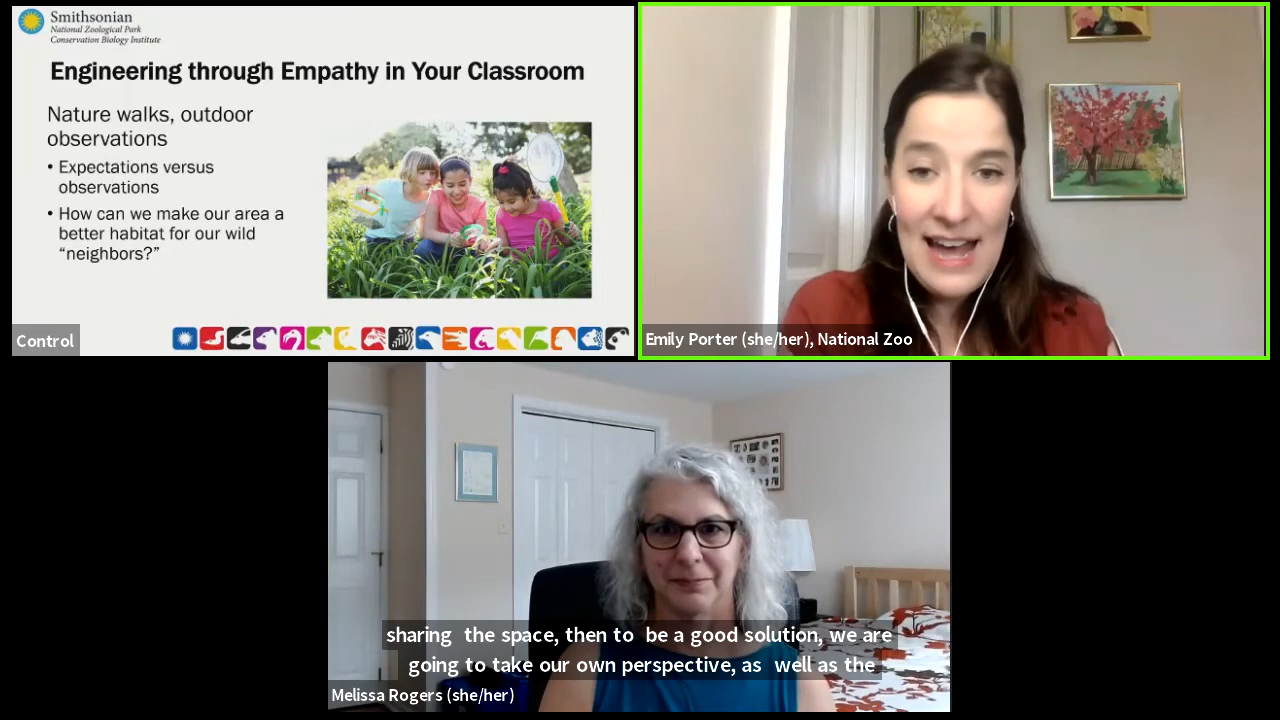 Smithsonian
National Zoological Park
Conservation Biology Institute
Engineering through Empathy in Your Classroom
Nature walks, outdoor
observations
• Expectations versus
observations
• How can we make our area a
better habitat for our wild
“neighbors?”
Control
Emily Porter (she/her), National Zoo
sharing the space, then to be a good solution, we are
going to take our own perspective, as well as the
Melissa Rogers (she/her)